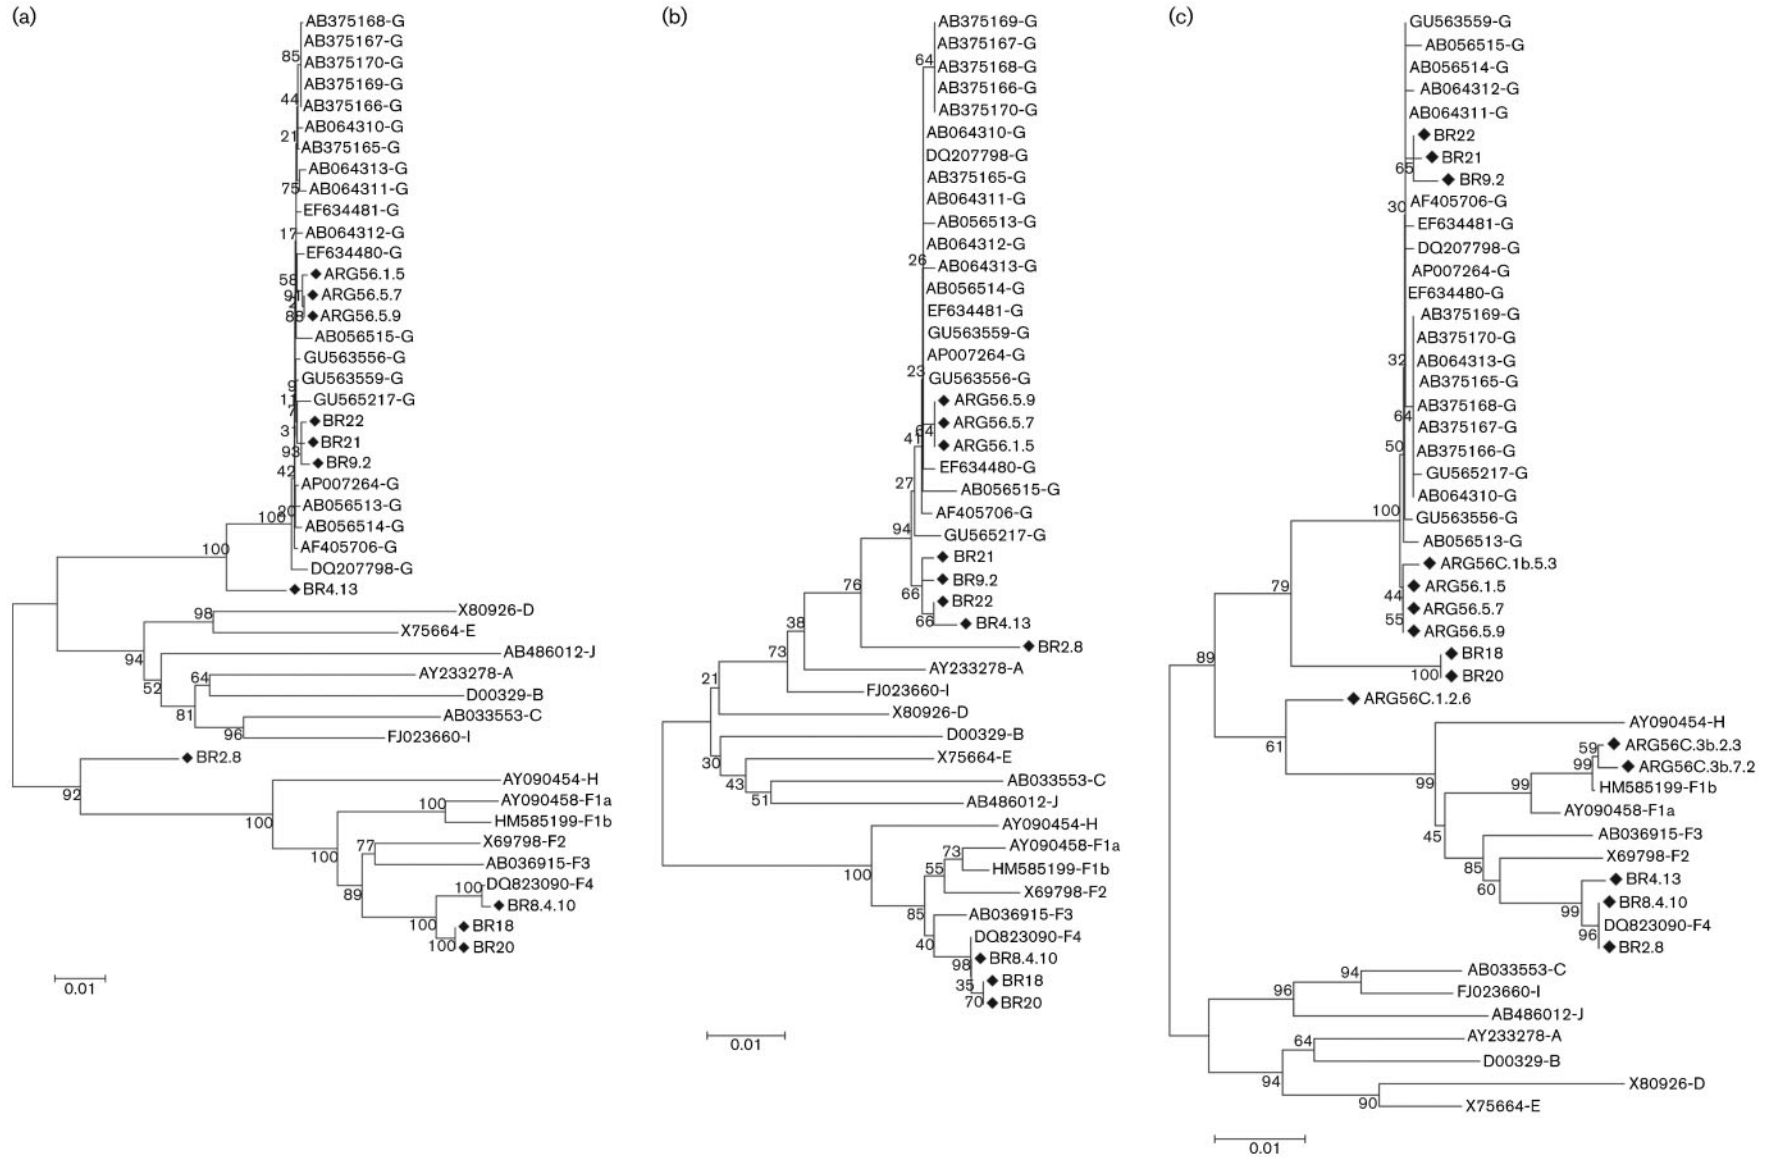 (a)
AB375168-G
AB375167-G
85
AB375170-G
AB375169-G
44
AB375166-G
AB064310-G
21
AB375165-G
AB064313-G
75
AB064311-G
EF634481-G
17
AB064312-G
EF634480-G
58
◆ARG56.1.5
91
◆ARG56.5.7
2
88
◆ARG56.5.9
AB056515-G
GU563556-G
9
GU563559-G
11
GU565217-G
7
◆BR22
31
◆BR21
93
◆BR9.2
42
AP007264-G
20
AB056513-G
100
AB056514-G
AF405706-G
100
DQ207798-G
◆BR4.13
98
X80926-D
X75664-E
94
AB486012-J
52
64
AY233278-A
D00329-B
81
AB033553-C
96
FJ023660-I
◆BR2.8
92
AY090454-H
100
100
AY090458-F1a
HM585199-F1b
100
77
X69798-F2
AB036915-F3
89
100
DQ823090-F4
◆BR8.4.10
100
◆BR18
100
◆BR20
0.01
(b)
AB375169-G
AB375167-G
64
AB375168-G
AB375166-G
AB375170-G
AB064310-G
DQ207798-G
AB375165-G
AB064311-G
AB056513-G
AB064312-G
26
AB064313-G
AB056514-G
EF634481-G
GU563559-G
AP007264-G
23
GU563556-G
◆ARG56.5.9
64
◆ARG56.5.7
41
◆ARG56.1.5
EF634480-G
27
AB056515-G
AF405706-G
94
GU565217-G
◆BR21
76
◆BR9.2
66
◆BR22
66
◆BR4.13
38
◆BR2.8
73
AY233278-A
21
FJ023660-I
X80926-D
D00329-B
30
X75664-E
43
AB033553-C
51
AB486012-J
AY090454-H
100
73
AY090458-F1a
55
HM585199-F1b
X69798-F2
85
AB036915-F3
40
DQ823090-F4
98
◆BR8.4.10
35
◆BR18
70
◆BR20
0.01
(c)
GU563559-G
AB056515-G
AB056514-G
AB064312-G
AB064311-G
◆BR22
65
◆BR21
◆BR9.2
30
AF405706-G
EF634481-G
DQ207798-G
AP007264-G
EF634480-G
AB375169-G
AB375170-G
32
AB064313-G
AB375165-G
64
AB375168-G
AB375167-G
50
AB375166-G
GU565217-G
AB064310-G
100
GU563556-G
AB056513-G
◆ARG56C.1b.5.3
79
44
◆ARG56.1.5
55
◆ARG56.5.7
◆ARG56.5.9
89
◆BR18
100
◆BR20
◆ARG56C.1.2.6
61
AY090454-H
59
◆ARG56C.3b.2.3
99
◆ARG56C.3b.7.2
99
99
HM585199-F1b
AY090458-F1a
45
AB036915-F3
85
X69798-F2
60
◆BR4.13
99
◆BR8.4.10
96
DQ823090-F4
◆BR2.8
94
AB033553-C
96
FJ023660-I
AB486012-J
64
AY233278-A
D00329-B
94
X80926-D
90
X75664-E
0.01